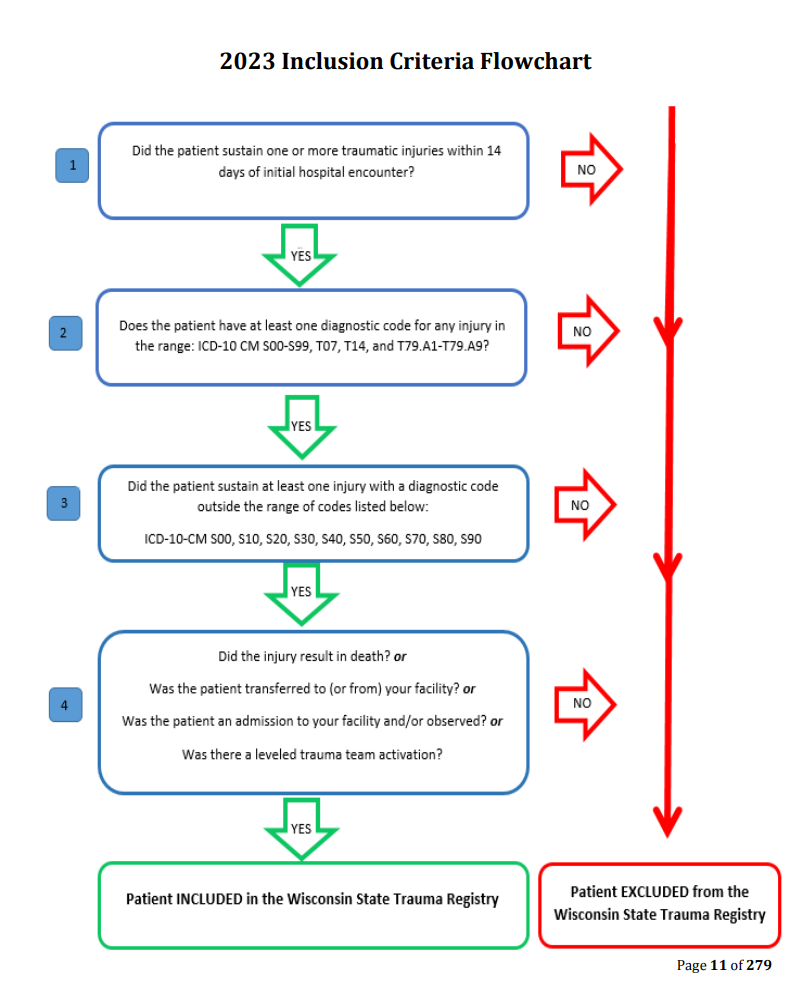 2023 Inclusion Criteria Flowchart
1
Did the patient sustain one or more traumatic injuries within 14
days of initial hospital encounter?
NO
YES
2
Does the patient have at least one diagnostic code for any injury in
the range: ICD-10 CM S00-S99, T07, T14, and T79.A1-T79.A9?
NO
YES
3
Did the patient sustain at least one injury with a diagnostic code
outside the range of codes listed below:
ICD-10-CM S00, S10, S20, S30, S40, S50, S60, S70, S80, S90
NO
YES
4
Did the injury result in death? or
Was the patient transferred to (or from) your facility? or
Was the patient an admission to your facility and/or observed? or
Was there a leveled trauma team activation?
NO
YES
Patient INCLUDED in the Wisconsin State Trauma Registry
Patient EXCLUDED from the
Wisconsin State Trauma Registry
Page 11 of 279